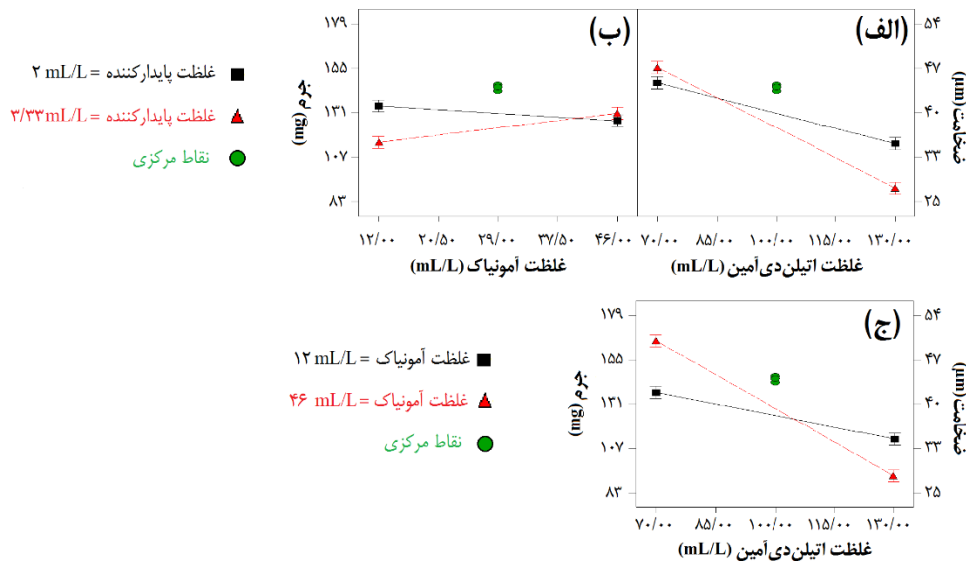 (الف)
۵۴
۴۷
۴۰
۳۳
۲۵
ضخامت (μm)
۷۰/۰۰ ۸۵/۰۰ ۱۰۰/۰۰ ۱۱۵/۰۰ ۱۳۰/۰۰
غلظت اتیلن‌دی‌آمین (mL/L)
(ب)
۱۷۹
۱۵۵
۱۳۱
۱۰۷
۸۳
جرم (mg)
۱۲/۰۰ ۲۰/۵۰ ۲۹/۰۰ ۳۷/۵۰ ۴۶/۰۰
غلظت آمونیاک (mL/L)
غلظت پایدارکننده = ۲ mL/L
غلظت پایدارکننده = ۳/۳۳ mL/L
نقاط مرکزی
(ج)
۵۴
۴۷
۴۰
۳۳
۲۵
ضخامت (μm)
۱۷۹
۱۵۵
۱۳۱
۱۰۷
۸۳
جرم (mg)
۷۰/۰۰ ۸۵/۰۰ ۱۰۰/۰۰ ۱۱۵/۰۰ ۱۳۰/۰۰
غلظت اتیلن‌دی‌آمین (mL/L)
غلظت آمونیاک = ۱۲ mL/L
غلظت آمونیاک = ۴۶ mL/L
نقاط مرکزی